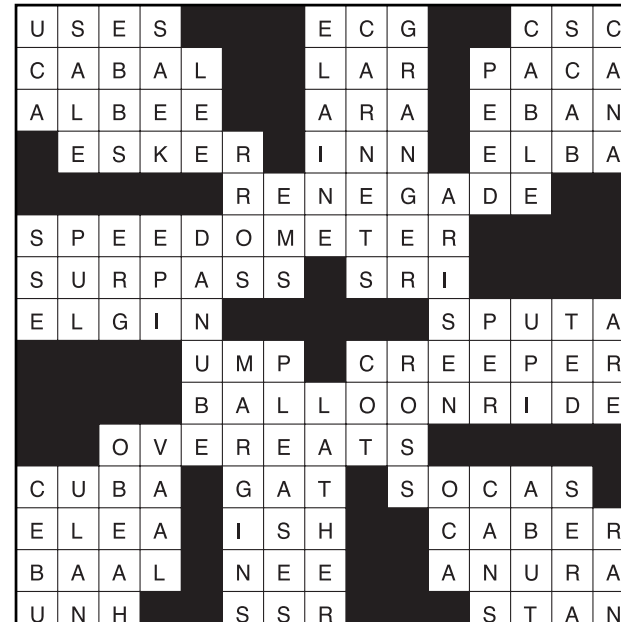 USES ECG CSC
CABAL LAR PACA
ALBEE ARA EBAN
ESKER INN ELBA
RENEGADE
SPEEDOMETER
SURPASS SRI
ELGIN SPUTA
UMP CREEPER
BALLOONRIDE
OVEREATS
CUBA GAT SOCAS
ELEA ISH CABER
BAAL NEE ANURA
UNH SSR STAN